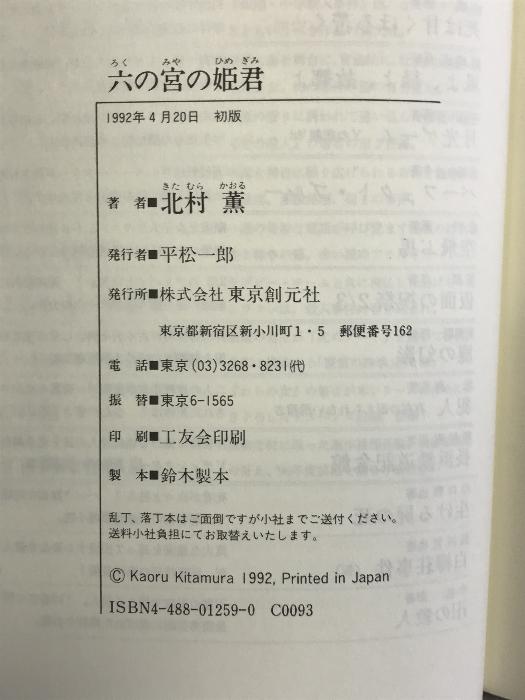 ろく みや ひめ ぎみ
六の宮の姫君
1992年4月20日 初版
きた むら かおる
著 者■北村 薫
発行者■平松一郎
発行所■株式会社 東京創元社
東京都新宿区新小川町1・5 郵便番号162
電 話■東京(03)3268・8231(代)
振 替■東京6-1565
印 刷■工友会印刷
製 本■鈴木製本
乱丁、落丁本はご面倒ですが小社までご送付ください。
送料小社負担にてお取替えいたします。
© Kaoru Kitamura 1992, Printed in Japan
ISBN4-488-01259-0 C0093